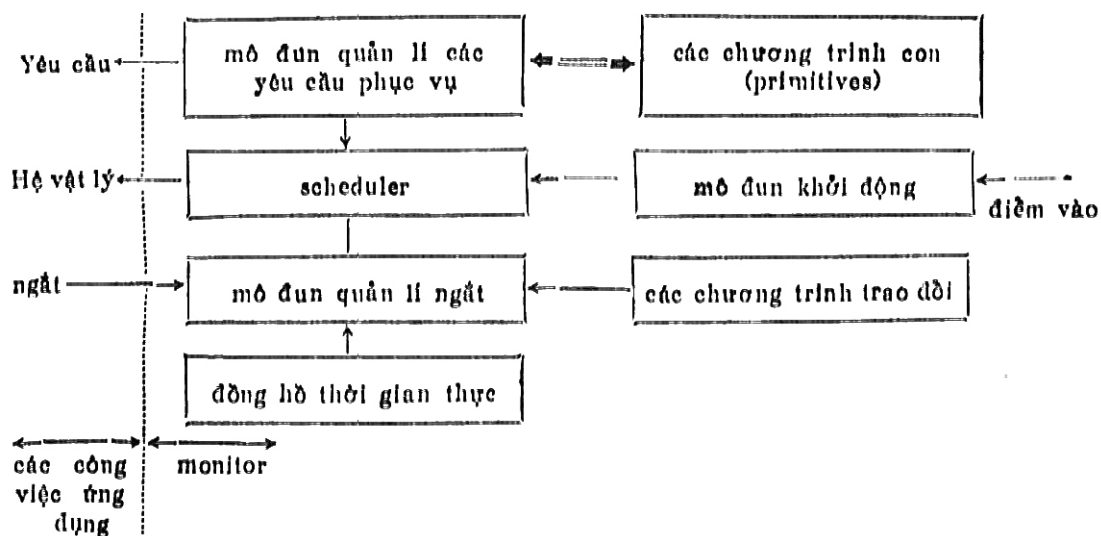 Yêu cầu
mô đun quản lí các
yêu cầu phục vụ
các chương trình con
(primitives)
Hệ vật lý
scheduler
mô đun khởi động
điểm vào
ngắt
mô đun quản lí ngắt
các chương trình trao đổi
đồng hồ thời gian thực
các công
việc ứng
dụng
monitor